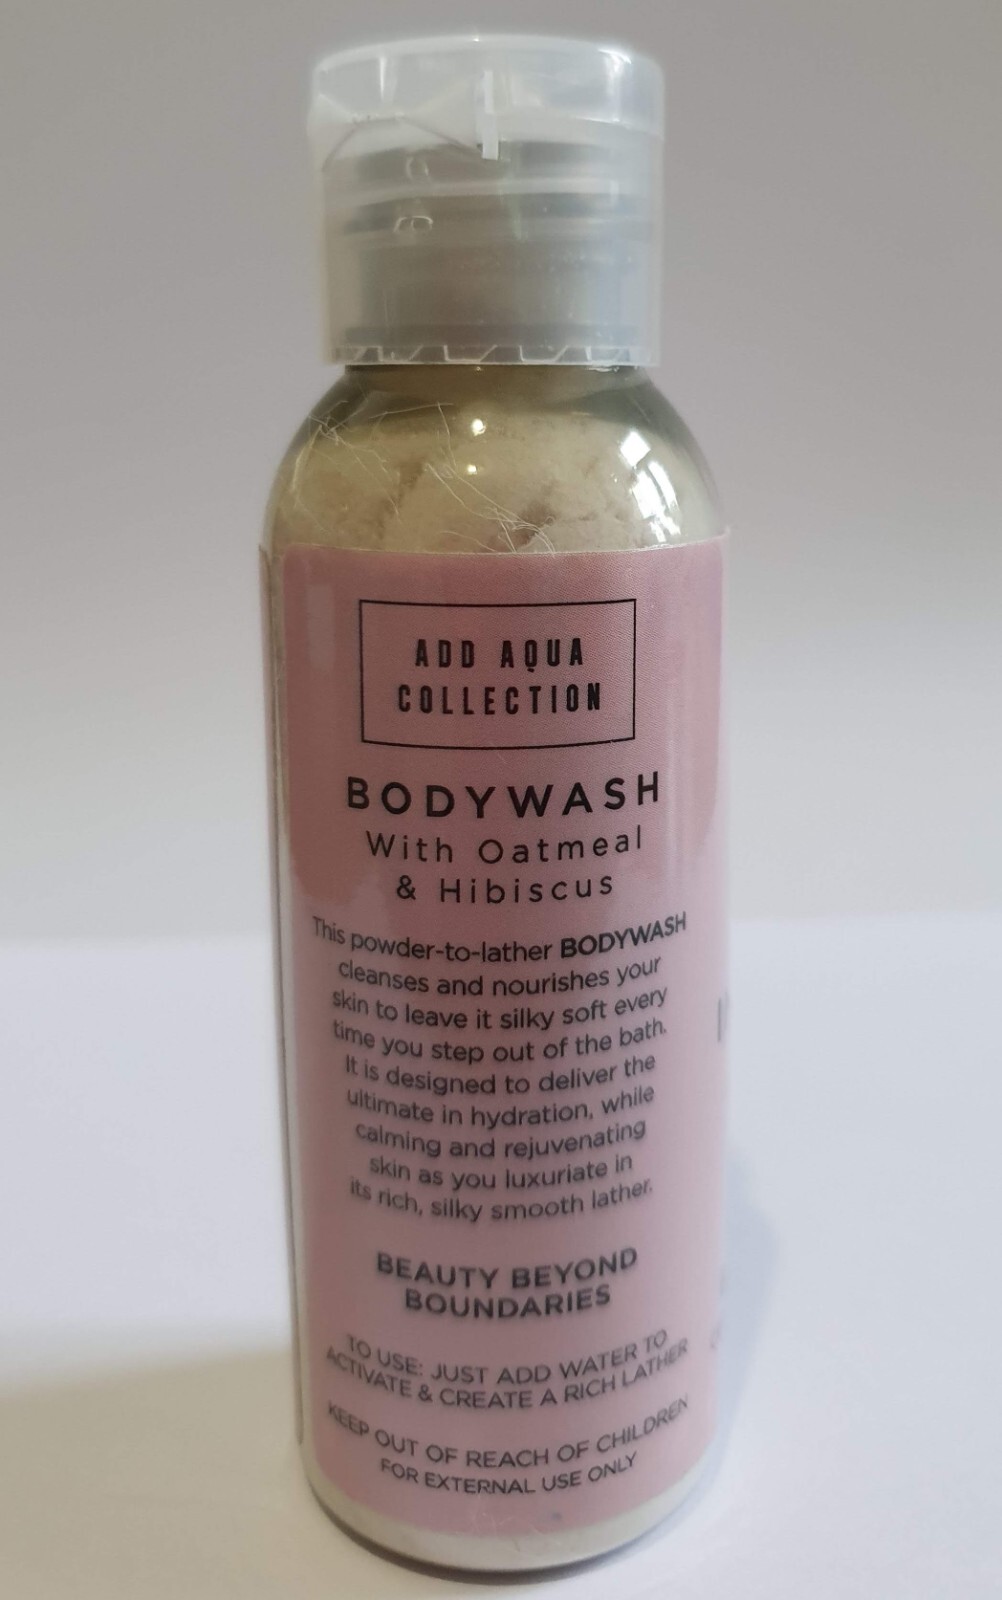 ADD AQUA
COLLECTION
BODYWASH
With Oatmeal
& Hibiscus
This powder-to-lather BODYWASH
cleanses and nourishes your
skin to leave it silky soft every
time you step out of the bath.
It is designed to deliver the
ultimate in hydration, while
calming and rejuvenating
skin as you luxuriate in
its rich, silky smooth lather.
BEAUTY BEYOND
BOUNDARIES
TO USE: JUST ADD WATER TO
ACTIVATE & CREATE A RICH LATHER
KEEP OUT OF REACH OF CHILDREN
FOR EXTERNAL USE ONLY